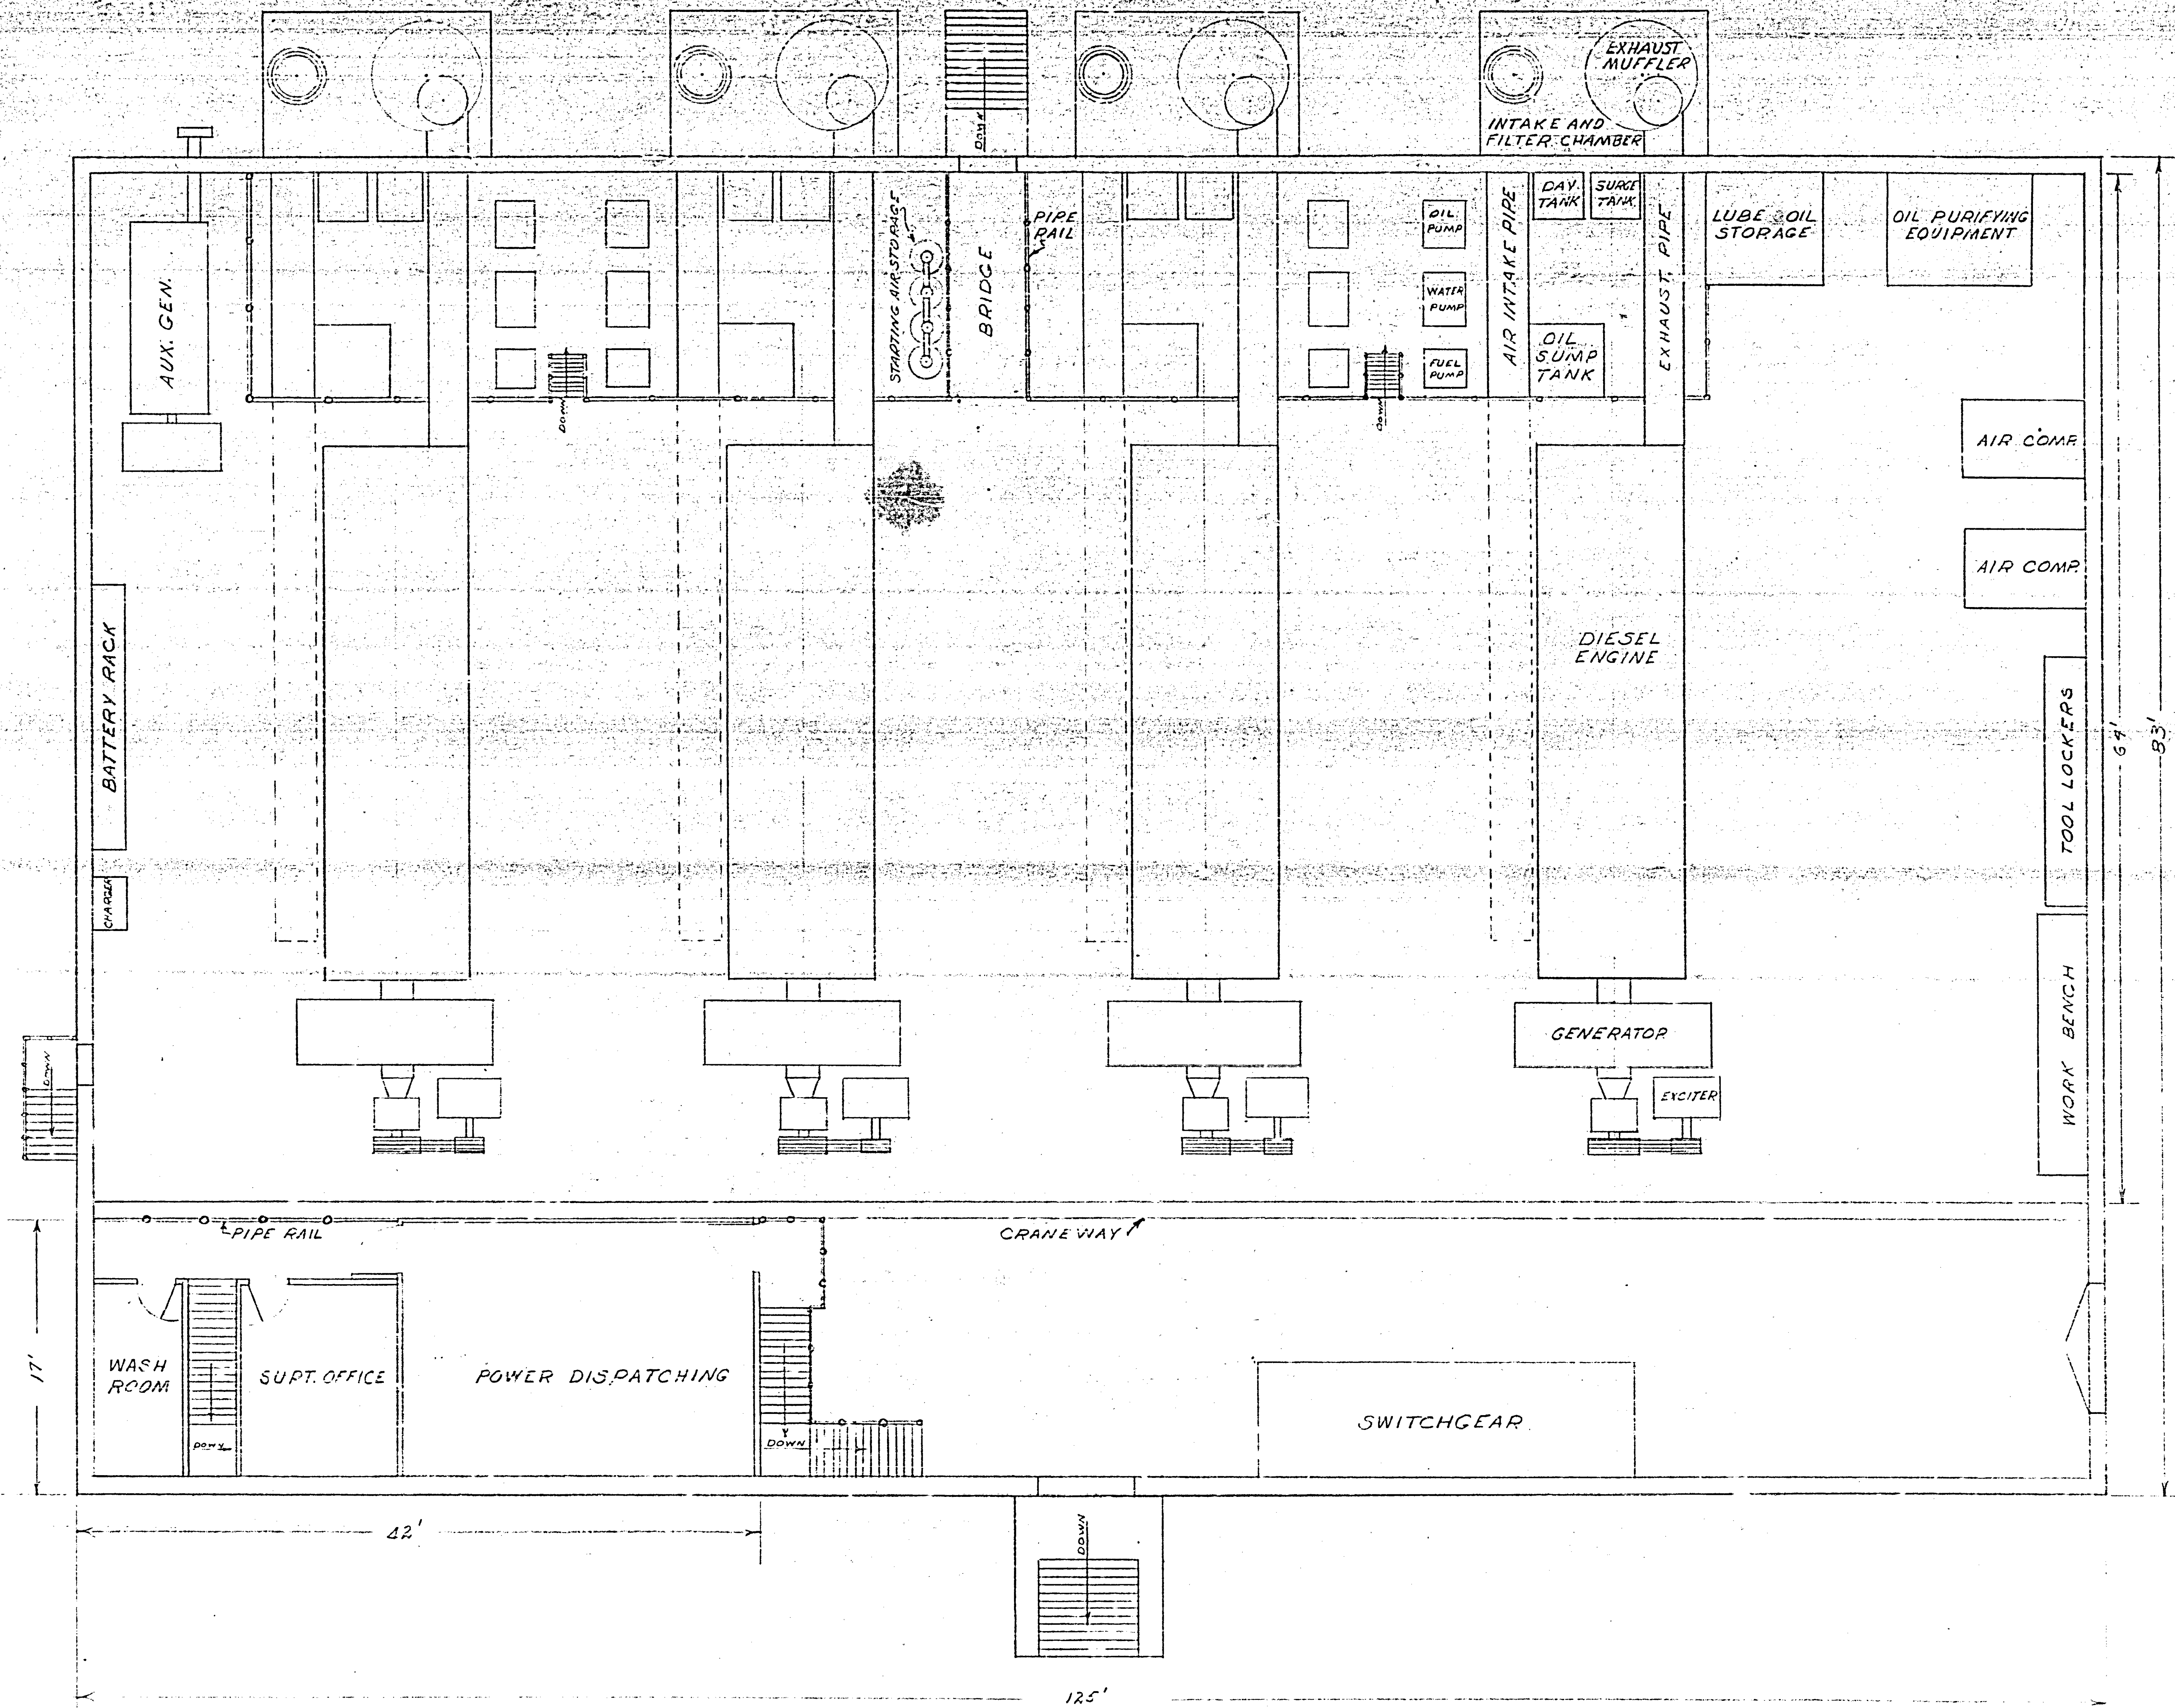 EXHAUST
MUFFLER
INTAKE AND
FILTER CHAMBER
DOWN
AUX. GEN.
STARTING AIR STORAGE
BRIDGE
PIPE
RAIL
OIL
PUMP
WATER
PUMP
FUEL
PUMP
AIR INTAKE PIPE
DAY
TANK
SURGE
TANK
OIL
SUMP
TANK
EXHAUST PIPE
LUBE OIL
STORAGE
OIL PURIFYING
EQUIPMENT
DOWN
DOWN
AIR COMP.
AIR COMP.
BATTERY RACK
CHARGER
DIESEL
ENGINE
TOOL LOCKERS
64'
83'
WORK BENCH
GENERATOR
EXCITER
DOWN
PIPE RAIL
CRANEWAY
17'
WASH
ROOM
SUPT. OFFICE
POWER DISPATCHING
SWITCHGEAR
DOWN
DOWN
42'
DOWN
125'